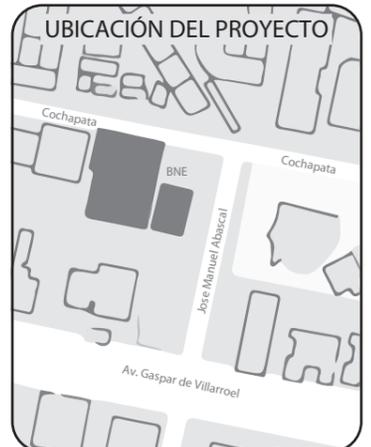 UBICACIÓN DEL PROYECTO
Cochapata
BNE
Cochapata
Jose Manuel Abascal
Av. Gaspar de Villarroel